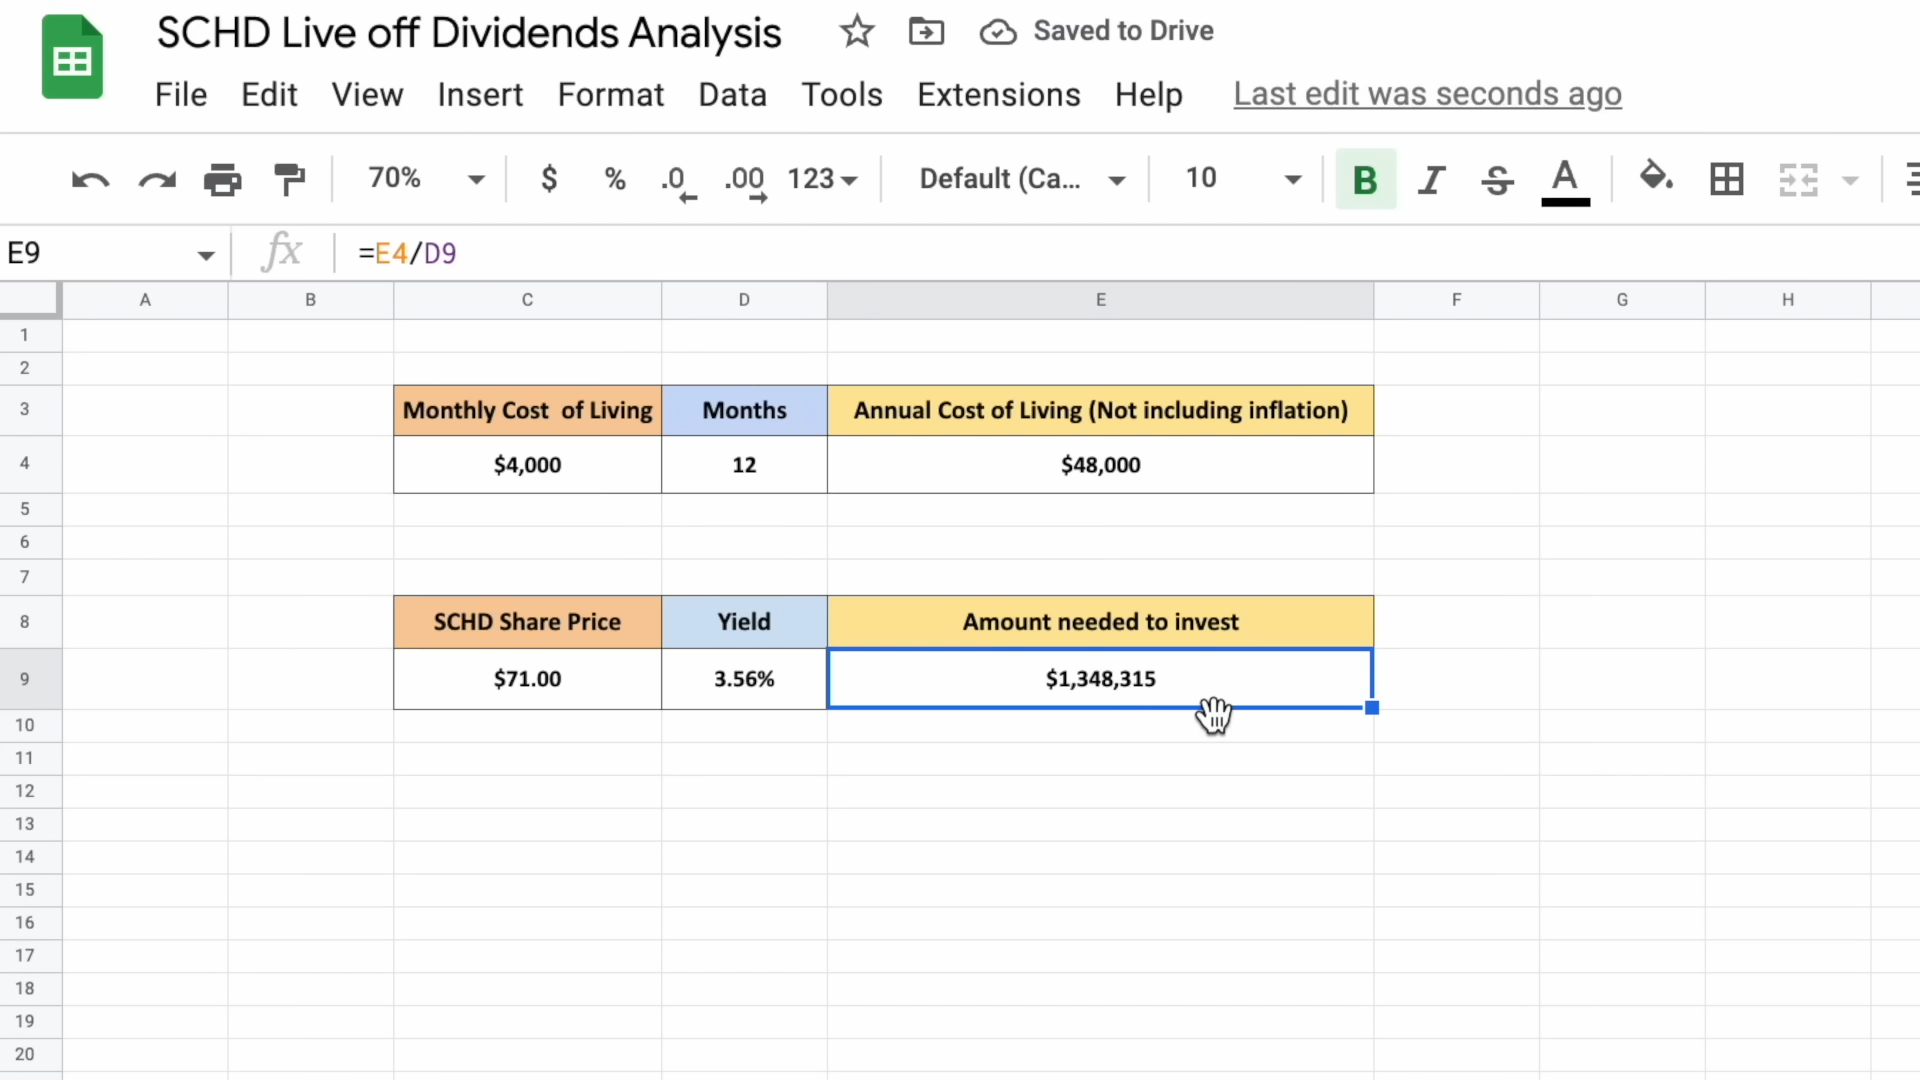 SCHD Live off Dividends Analysis Saved to Drive
File Edit View Insert Format Data Tools Extensions Help Last edit was seconds ago
70% $ % .0 .00 123 Default (Ca... 10 B I S A
E9 fx =E4/D9
A B C D E F G H
1
2
3 Monthly Cost of Living Months Annual Cost of Living (Not including inflation)
4 $4,000 12 $48,000
5
6
7
8 SCHD Share Price Yield Amount needed to invest
9 $71.00 3.56% $1,348,315
10
11
12
13
14
15
16
17
18
19
20